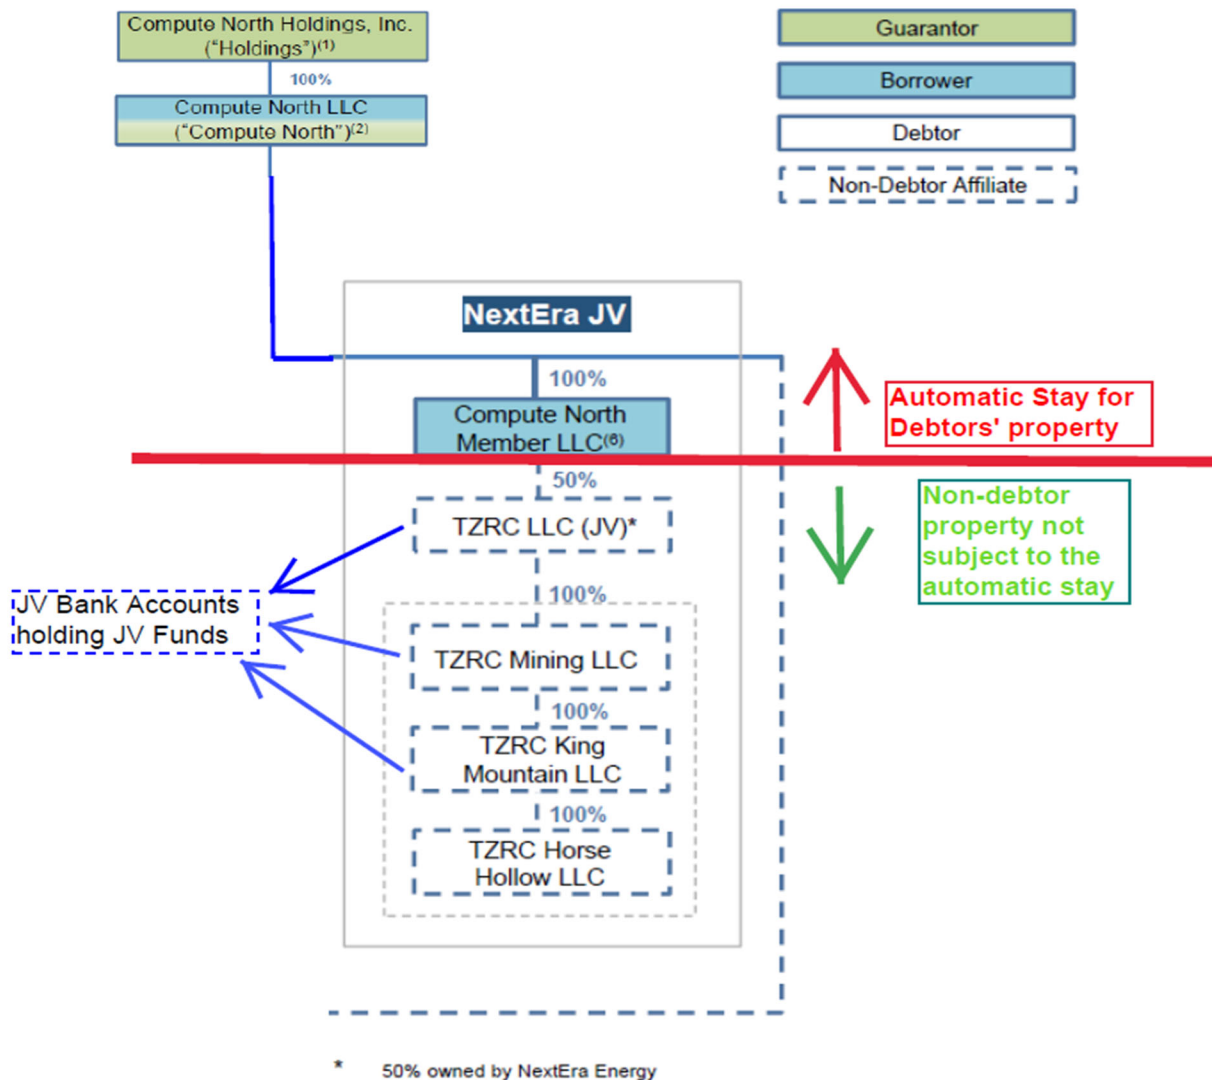 Compute North Holdings, Inc.
("Holdings")(1)
100%
Compute North LLC
("Compute North")(2)
Guarantor
Borrower
Debtor
Non-Debtor Affiliate
NextEra JV
100%
Compute North
Member LLC(6)
Automatic Stay for
Debtors' property
50%
TZRC LLC (JV)*
Non-debtor
property not
subject to the
automatic stay
100%
JV Bank Accounts
holding JV Funds
TZRC Mining LLC
100%
TZRC King
Mountain LLC
100%
TZRC Horse
Hollow LLC
* 50% owned by NextEra Energy